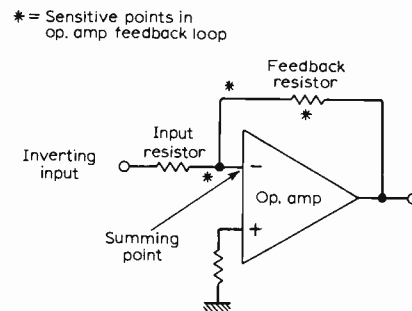 * = Sensitive points in
op. amp feedback loop
*
Feedback
resistor
*
Input
resistor
Inverting
input
*
−
Op. amp
+
Summing
point